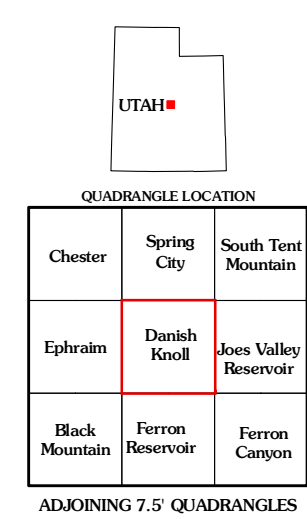 UTAH
QUADRANGLE LOCATION
Chester
Spring
City
South Tent
Mountain
Ephraim
Danish
Knoll
Joes Valley
Reservoir
Black
Mountain
Ferron
Reservoir
Ferron
Canyon
ADJOINING 7.5' QUADRANGLES